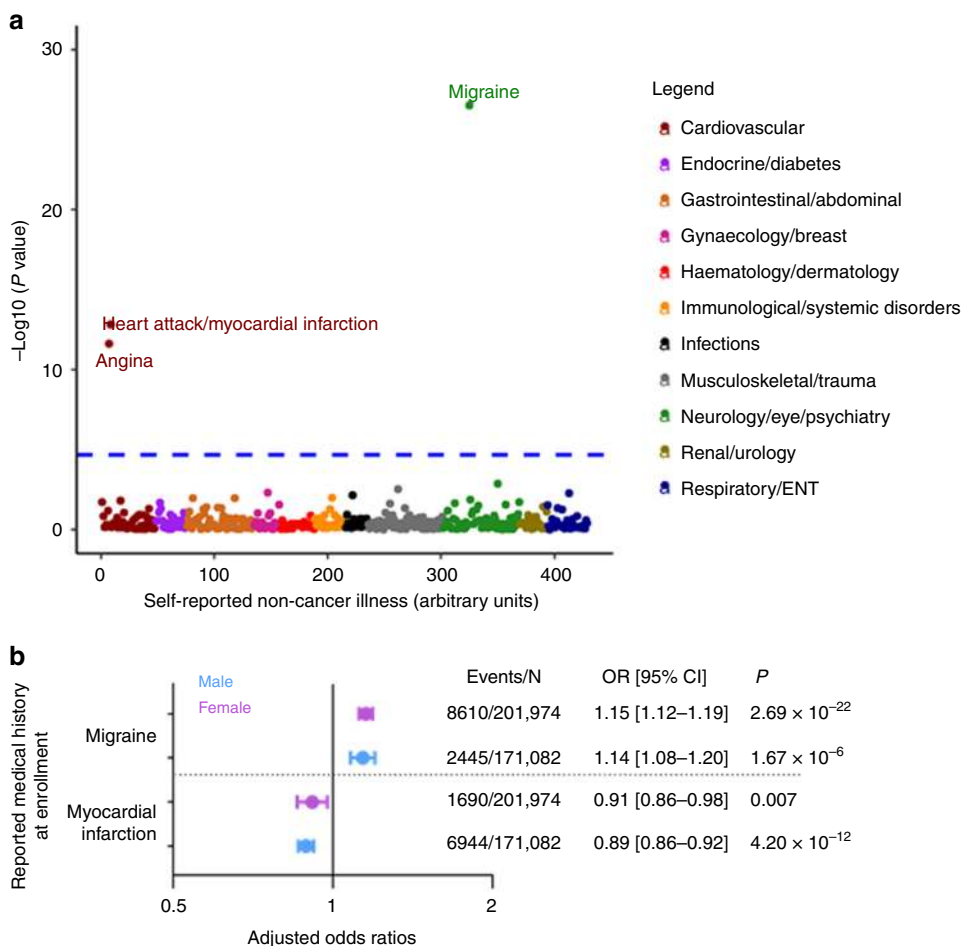 a
30
20
10
0
–Log10 (P value)
Migraine
Heart attack/myocardial infarction
Angina
0 100 200 300 400
Self-reported non-cancer illness (arbitrary units)
Legend
Cardiovascular
Endocrine/diabetes
Gastrointestinal/abdominal
Gynaecology/breast
Haematology/dermatology
Immunological/systemic disorders
Infections
Musculoskeletal/trauma
Neurology/eye/psychiatry
Renal/urology
Respiratory/ENT
b
Reported medical history
at enrollment
Male
Female
Events/N OR [95% CI] P
Migraine
8610/201,974 1.15 [1.12–1.19] 2.69 × 10⁻²²
2445/171,082 1.14 [1.08–1.20] 1.67 × 10⁻⁶
Myocardial
infarction
1690/201,974 0.91 [0.86–0.98] 0.007
6944/171,082 0.89 [0.86–0.92] 4.20 × 10⁻¹²
0.5 1 2
Adjusted odds ratios